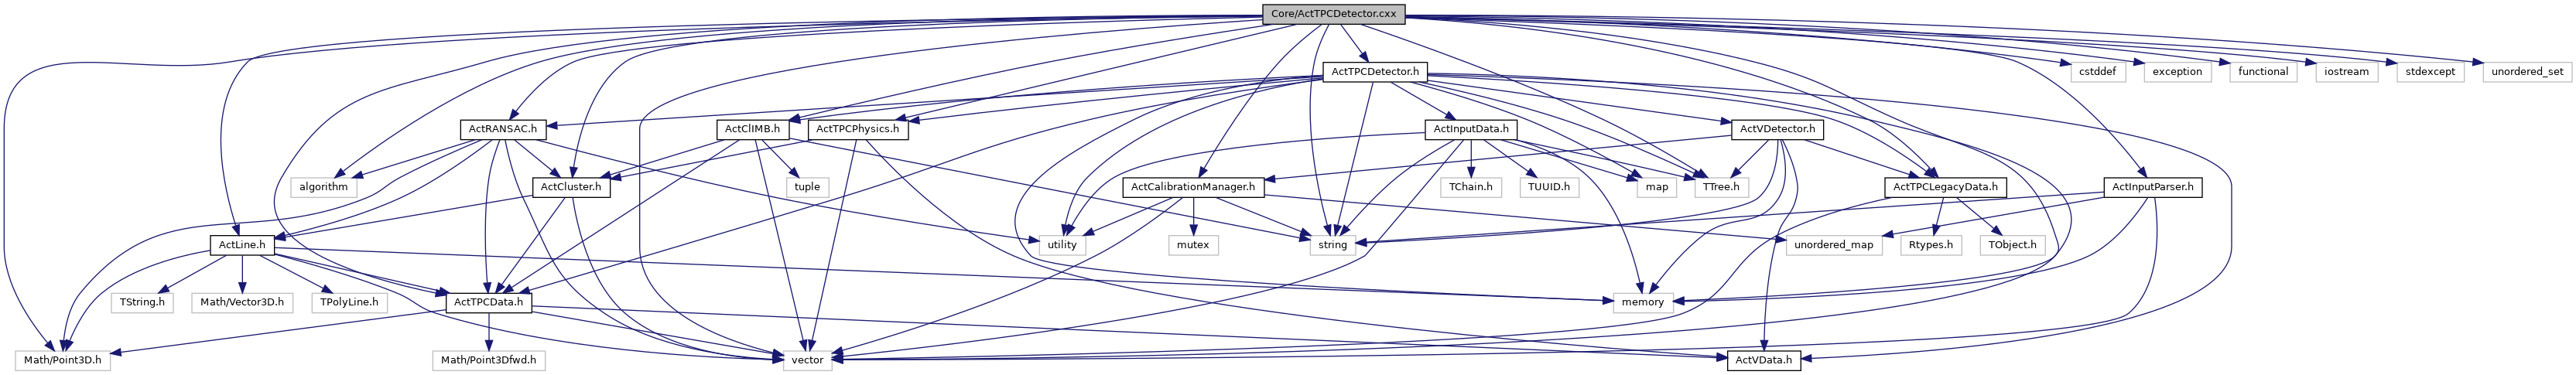 Core/ActTPCDetector.cxx
ActTPCDetector.h
cstddef
exception
functional
iostream
stdexcept
unordered_set
ActRANSAC.h
ActClIMB.h
ActTPCPhysics.h
ActInputData.h
ActVDetector.h
algorithm
ActCluster.h
tuple
ActCalibrationManager.h
TChain.h
TUUID.h
map
TTree.h
ActTPCLegacyData.h
ActInputParser.h
ActLine.h
utility
mutex
string
unordered_map
Rtypes.h
TObject.h
TString.h
Math/Vector3D.h
TPolyLine.h
ActTPCData.h
memory
Math/Point3D.h
Math/Point3Dfwd.h
vector
ActVData.h